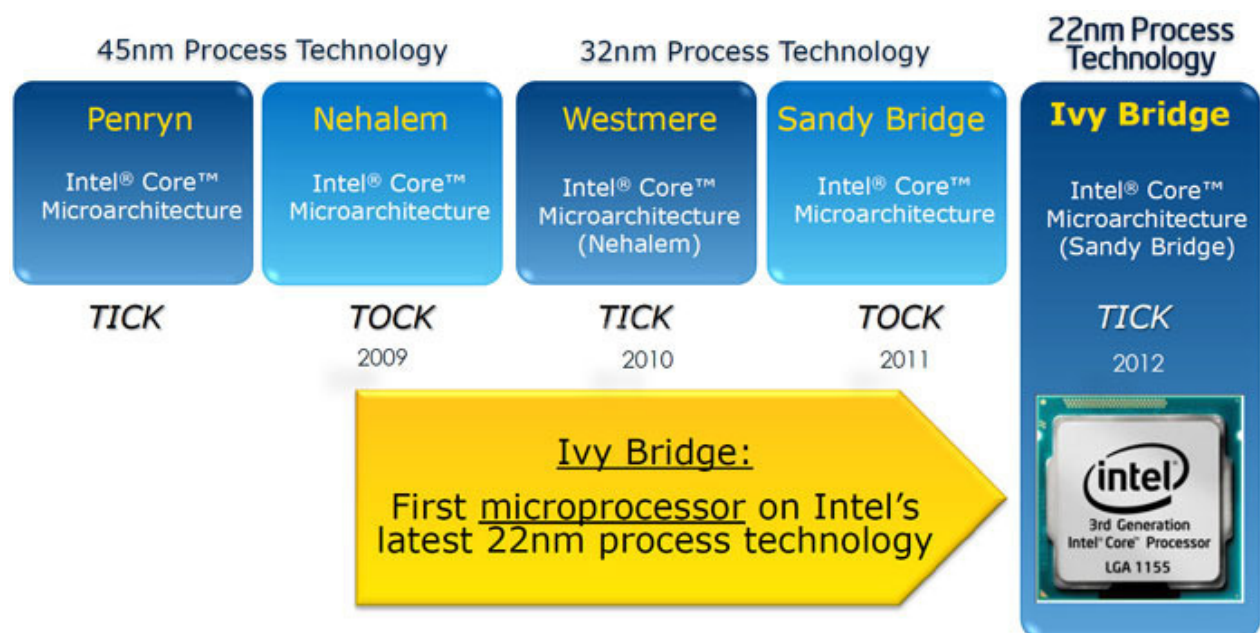 45nm Process Technology
32nm Process Technology
22nm Process
Technology
Penryn
Intel® Core™
Microarchitecture
TICK
Nehalem
Intel® Core™
Microarchitecture
TOCK
2009
Westmere
Intel® Core™
Microarchitecture
(Nehalem)
TICK
2010
Sandy Bridge
Intel® Core™
Microarchitecture
TOCK
2011
Ivy Bridge
Intel® Core™
Microarchitecture
(Sandy Bridge)
TICK
2012
Ivy Bridge:
First microprocessor on Intel's
latest 22nm process technology
intel
3rd Generation
Intel® Core™ Processor
LGA 1155